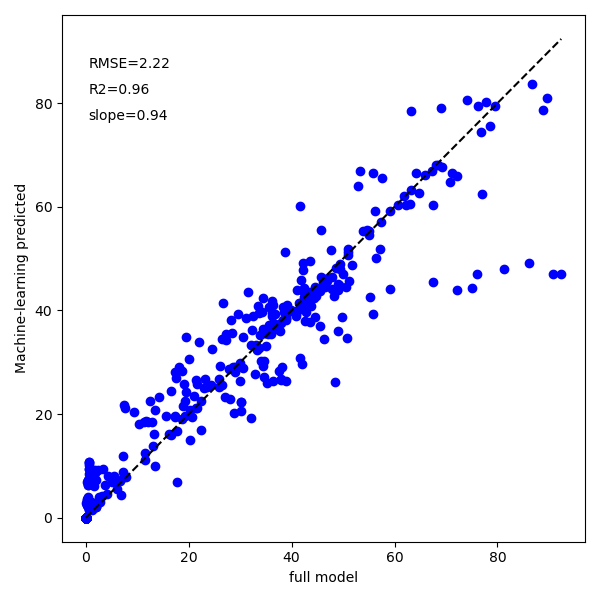 RMSE=2.22
R2=0.96
slope=0.94
Machine-learning predicted
80
60
40
20
0
0 20 40 60 80
full model